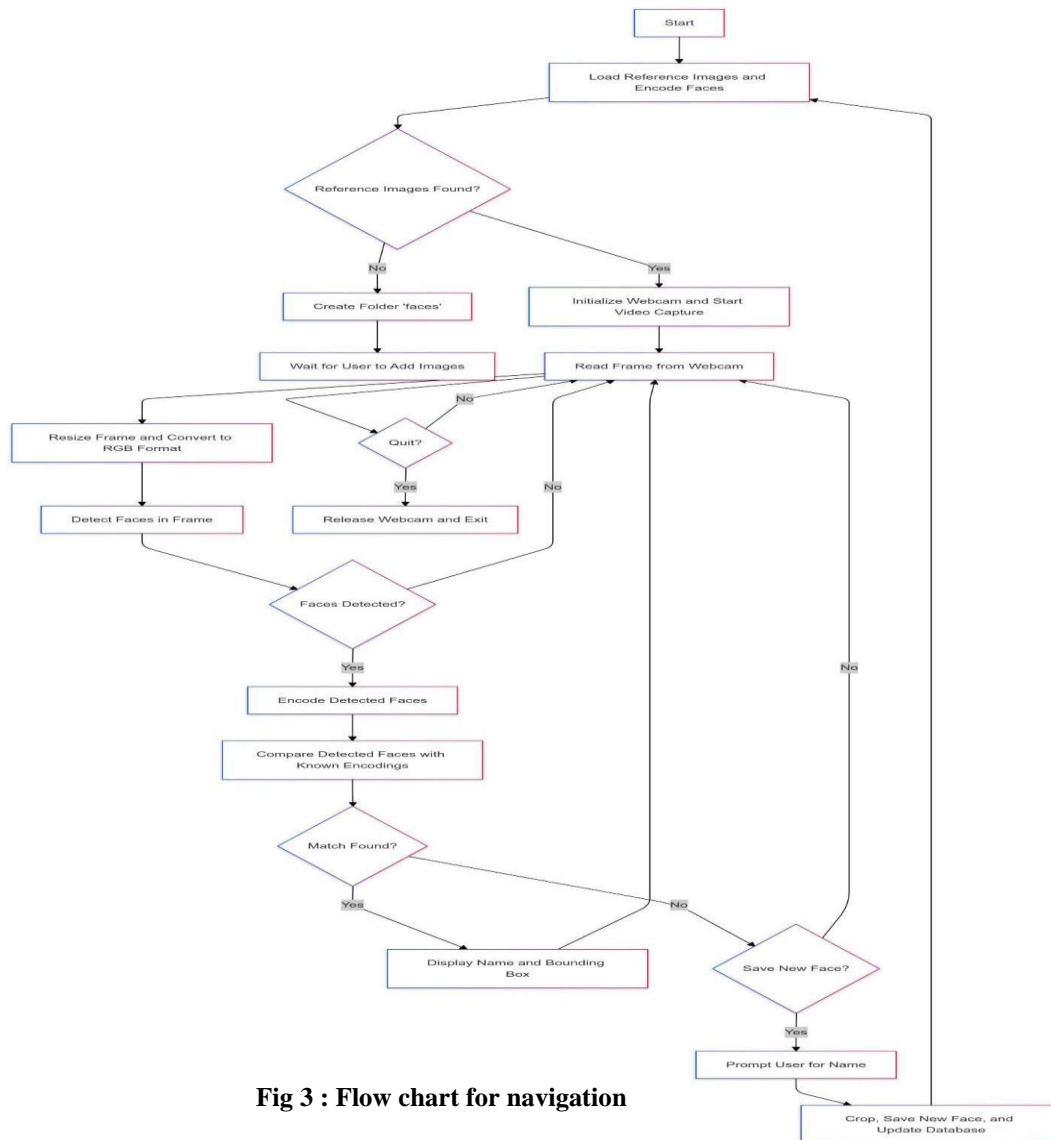 Start
Load Reference Images and
Encode Faces
Reference Images Found?
No
Yes
Create Folder 'faces'
Initialize Webcam and Start
Video Capture
Wait for User to Add Images
Read Frame from Webcam
No
Resize Frame and Convert to
RGB Format
Quit?
Yes
No
Detect Faces in Frame
Release Webcam and Exit
Faces Detected?
Yes
No
Encode Detected Faces
Compare Detected Faces with
Known Encodings
Match Found?
Yes
No
Display Name and Bounding
Box
Save New Face?
Yes
Prompt User for Name
Crop, Save New Face, and
Update Database
Fig 3 : Flow chart for navigation